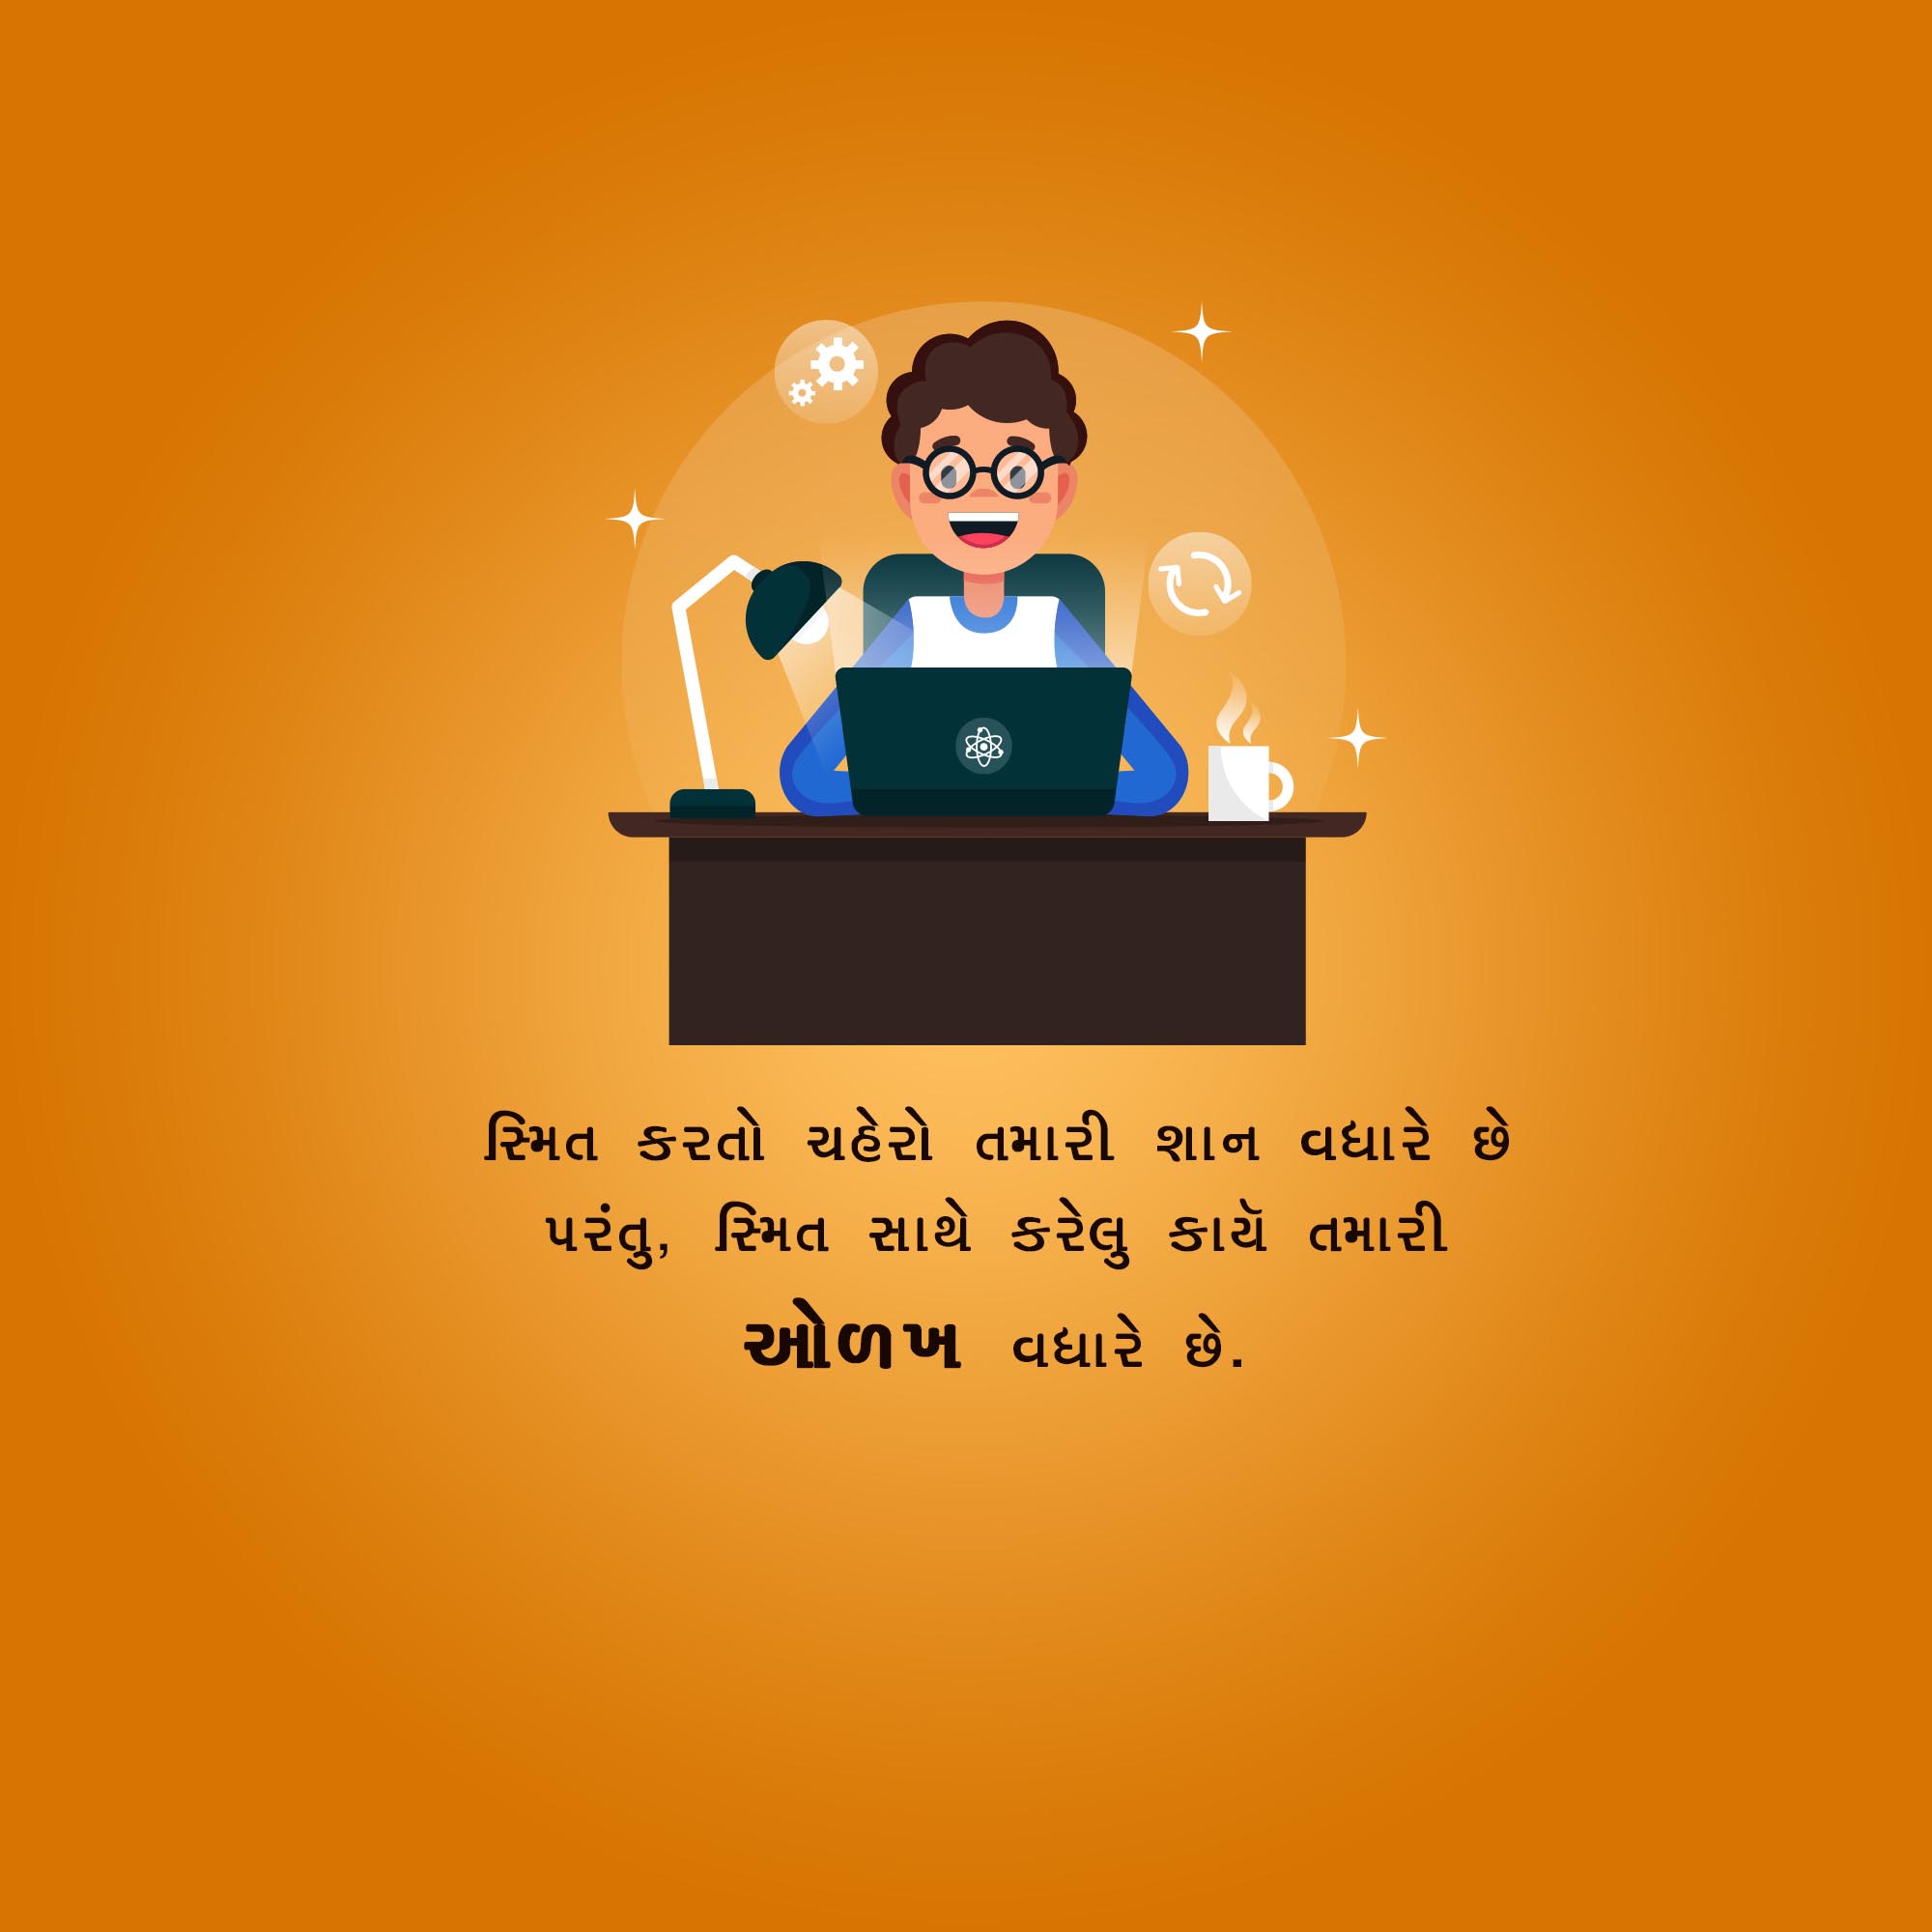 સ્મિત કરતો ચહેરો તમારી શાન વધારે છે
પરંતુ, સ્મિત સાથે કરેલુ કાર્ય તમારી
ઓળખ વધારે છે.